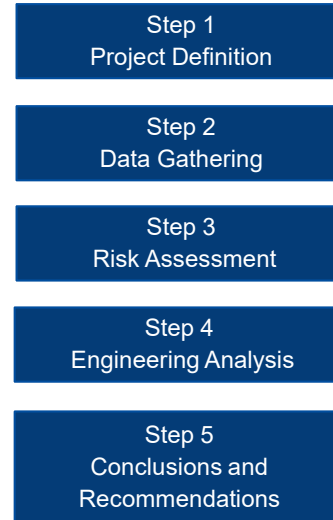 Step 1
Project Definition
Step 2
Data Gathering
Step 3
Risk Assessment
Step 4
Engineering Analysis
Step 5
Conclusions and
Recommendations